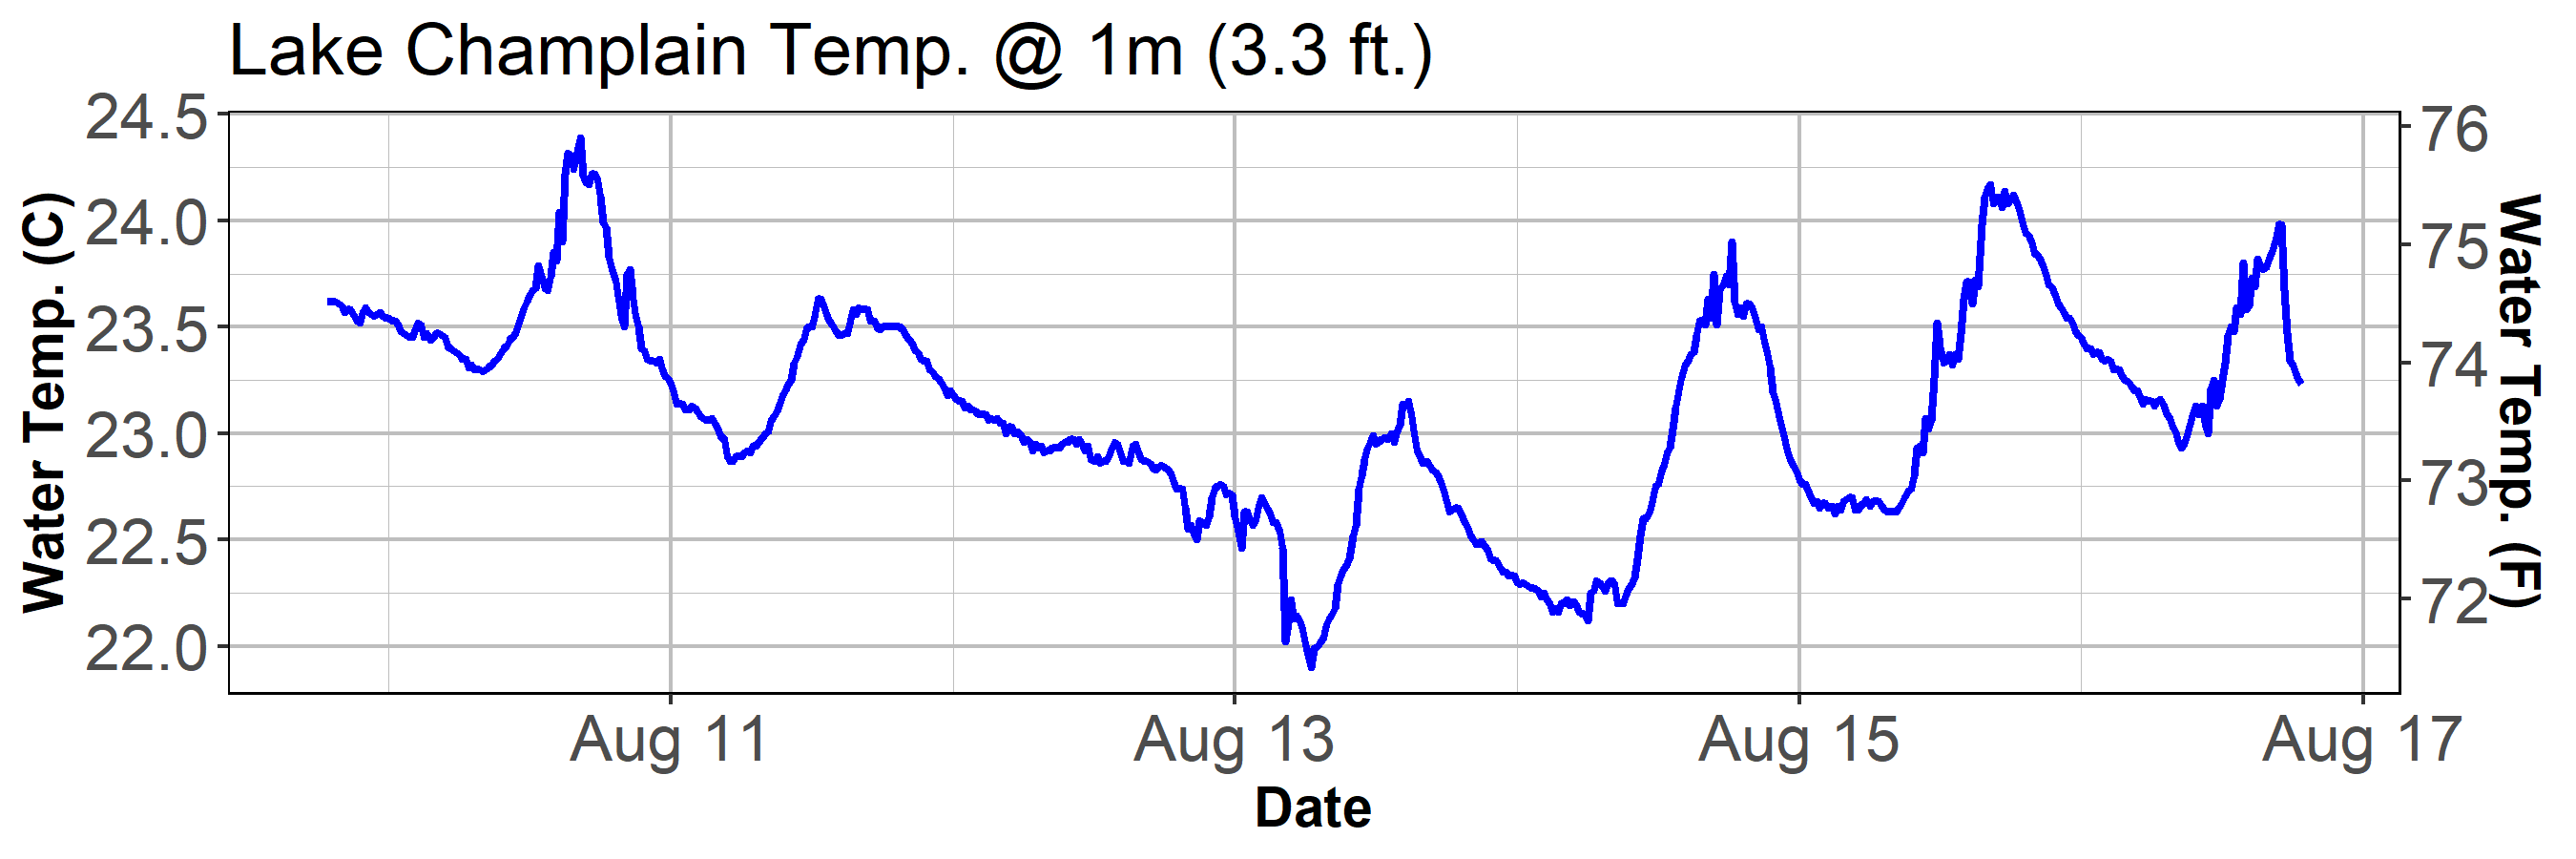 Lake Champlain Temp. @ 1m (3.3 ft.)
Water Temp. (C)
24.5
24.0
23.5
23.0
22.5
22.0
76
75
74
73
72
Water Temp. (F)
Aug 11
Aug 13
Aug 15
Aug 17
Date